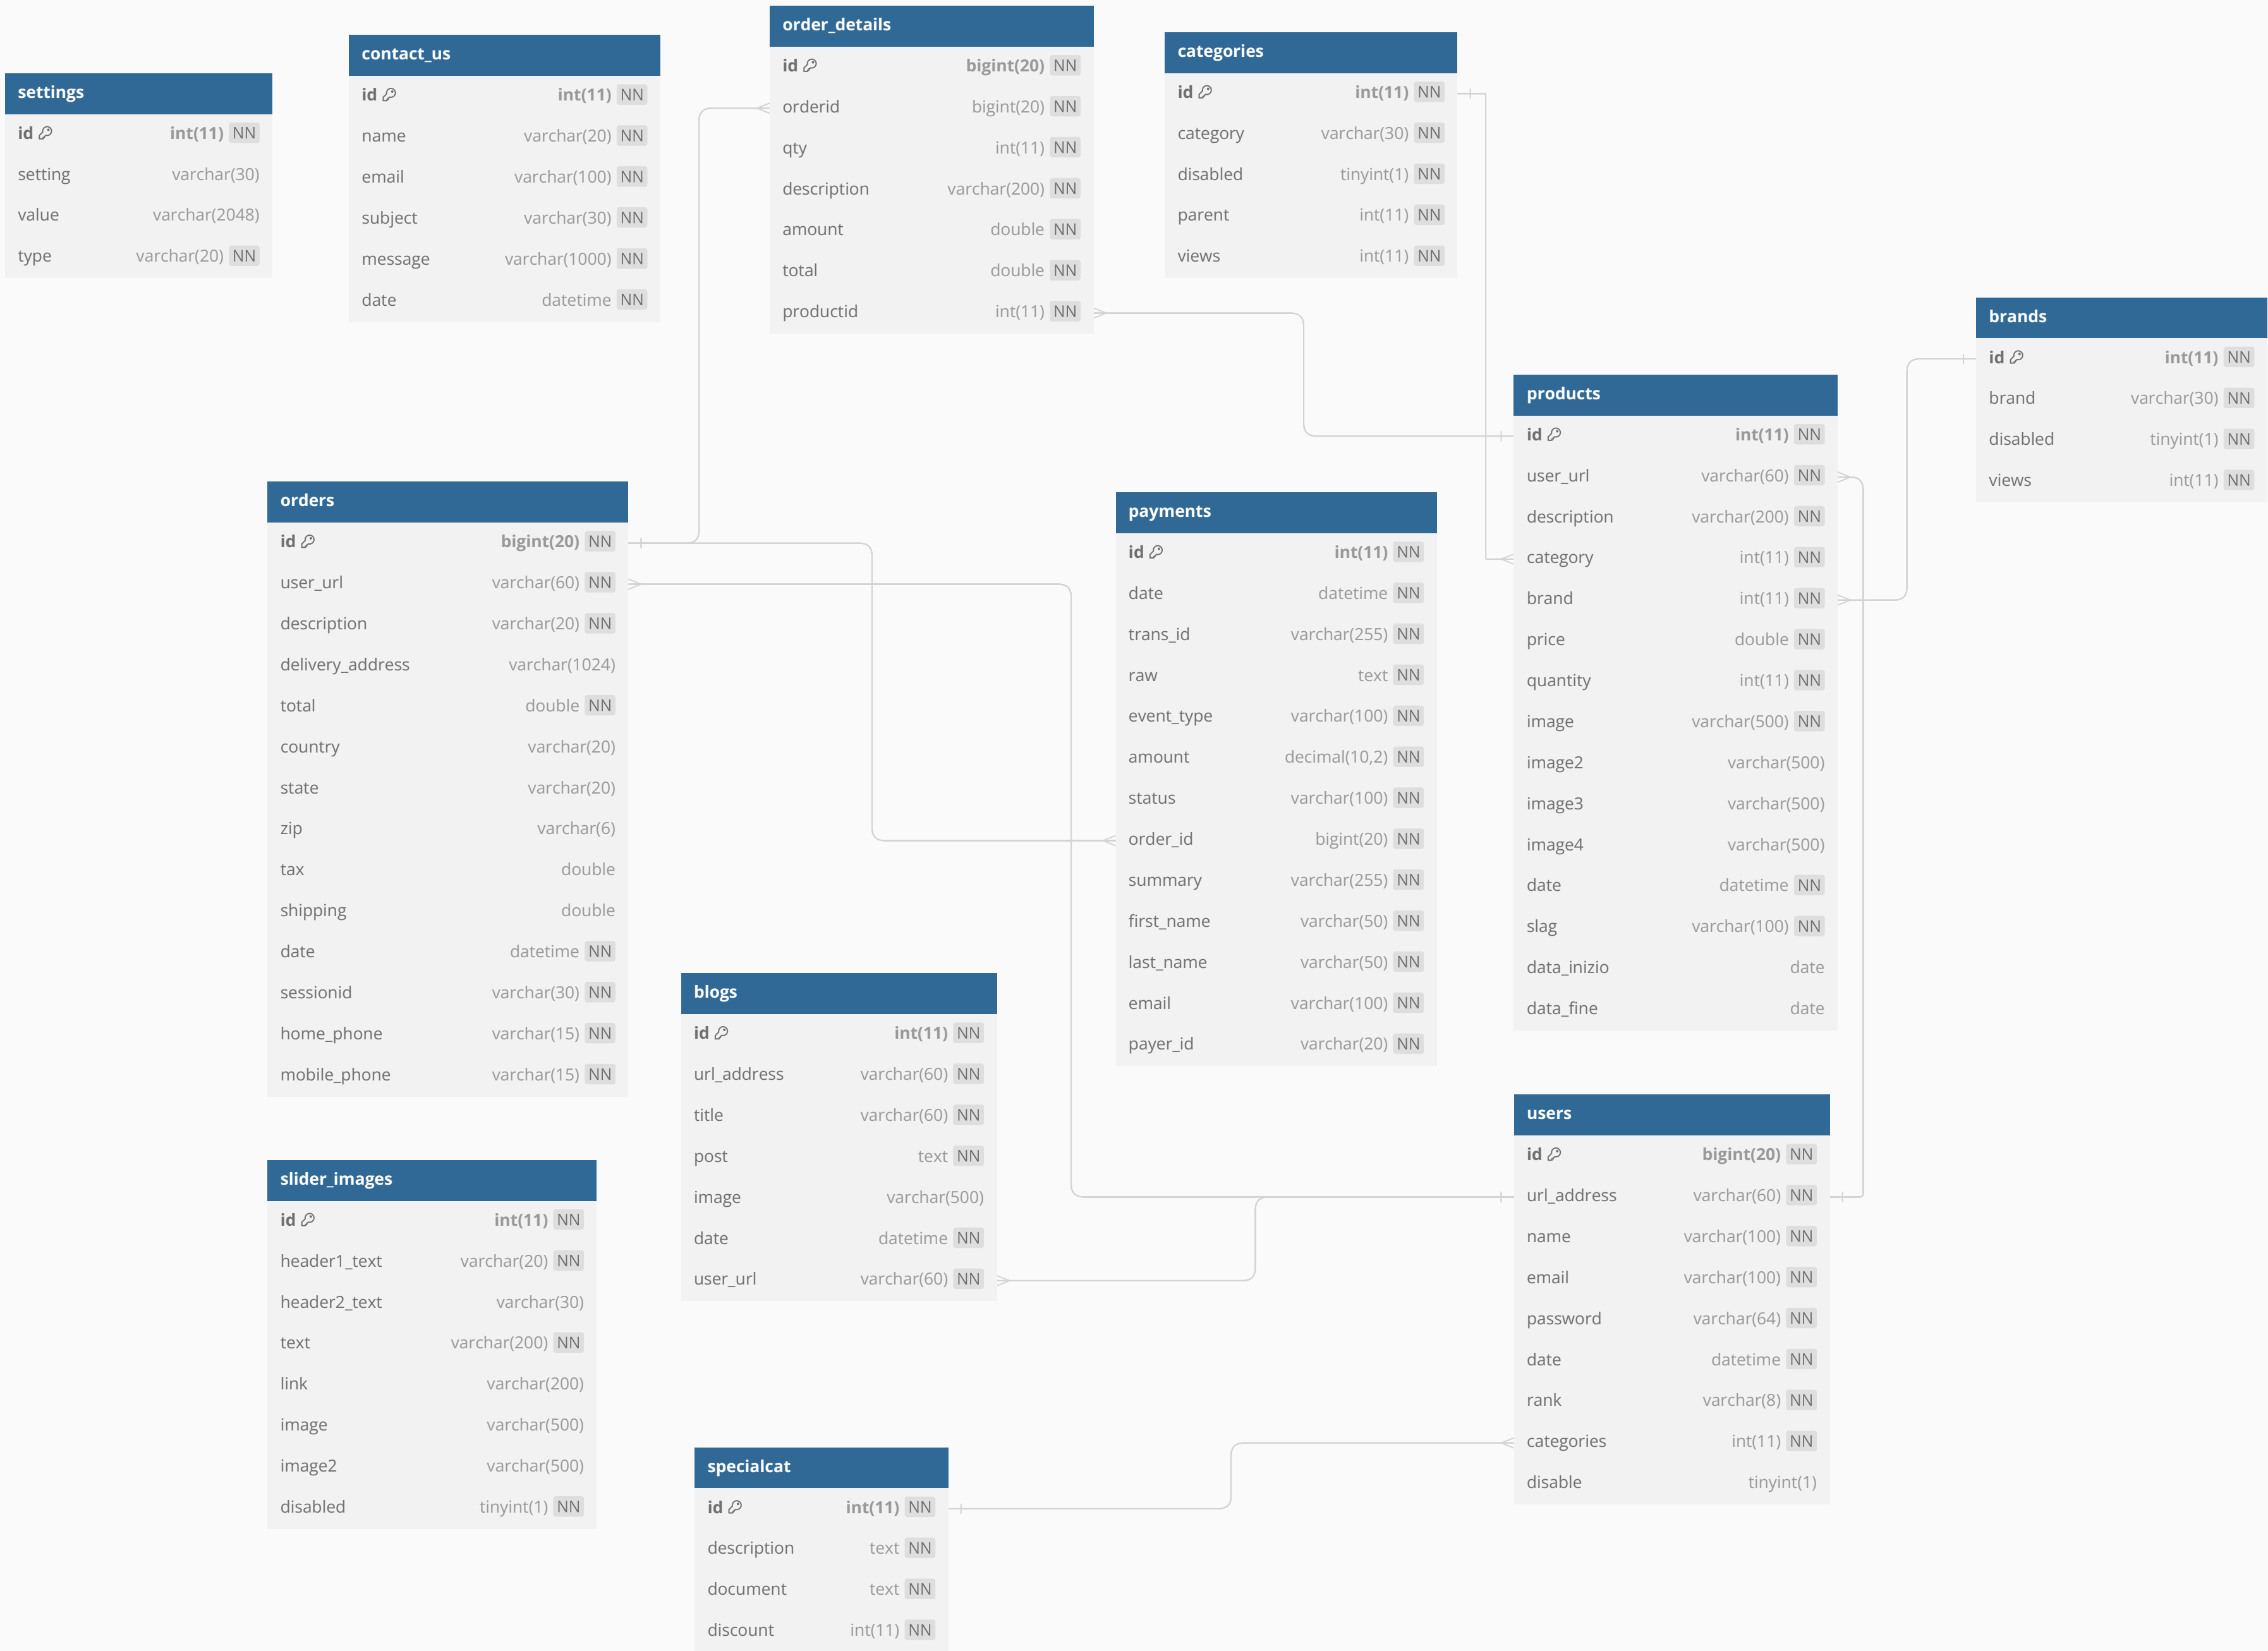 settings
id int(11) NN
setting varchar(30)
value varchar(2048)
type varchar(20) NN
contact_us
id int(11) NN
name varchar(20) NN
email varchar(100) NN
subject varchar(30) NN
message varchar(1000) NN
date datetime NN
order_details
id bigint(20) NN
orderid bigint(20) NN
qty int(11) NN
description varchar(200) NN
amount double NN
total double NN
productid int(11) NN
categories
id int(11) NN
category varchar(30) NN
disabled tinyint(1) NN
parent int(11) NN
views int(11) NN
brands
id int(11) NN
brand varchar(30) NN
disabled tinyint(1) NN
views int(11) NN
products
id int(11) NN
user_url varchar(60) NN
description varchar(200) NN
category int(11) NN
brand int(11) NN
price double NN
quantity int(11) NN
image varchar(500) NN
image2 varchar(500)
image3 varchar(500)
image4 varchar(500)
date datetime NN
slag varchar(100) NN
data_inizio date
data_fine date
orders
id bigint(20) NN
user_url varchar(60) NN
description varchar(20) NN
delivery_address varchar(1024)
total double NN
country varchar(20)
state varchar(20)
zip varchar(6)
tax double
shipping double
date datetime NN
sessionid varchar(30) NN
home_phone varchar(15) NN
mobile_phone varchar(15) NN
payments
id int(11) NN
date datetime NN
trans_id varchar(255) NN
raw text NN
event_type varchar(100) NN
amount decimal(10,2) NN
status varchar(100) NN
order_id bigint(20) NN
summary varchar(255) NN
first_name varchar(50) NN
last_name varchar(50) NN
email varchar(100) NN
payer_id varchar(20) NN
blogs
id int(11) NN
url_address varchar(60) NN
title varchar(60) NN
post text NN
image varchar(500)
date datetime NN
user_url varchar(60) NN
users
id bigint(20) NN
url_address varchar(60) NN
name varchar(100) NN
email varchar(100) NN
password varchar(64) NN
date datetime NN
rank varchar(8) NN
categories int(11) NN
disable tinyint(1)
slider_images
id int(11) NN
header1_text varchar(20) NN
header2_text varchar(30)
text varchar(200) NN
link varchar(200)
image varchar(500)
image2 varchar(500)
disabled tinyint(1) NN
specialcat
id int(11) NN
description text NN
document text NN
discount int(11) NN